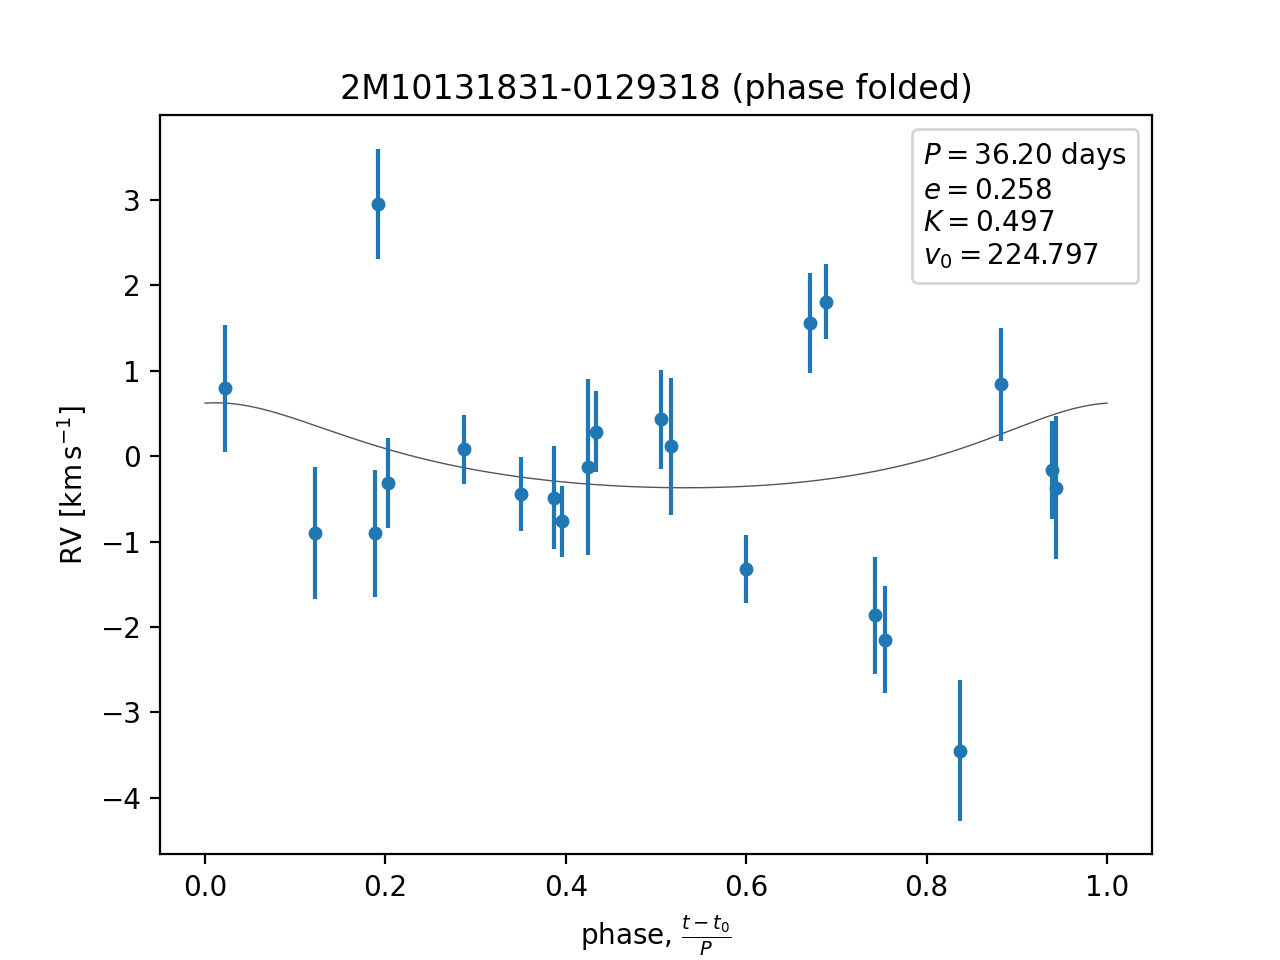 2M10131831-0129318 (phase folded)
P = 36.20 days
e = 0.258
K = 0.497
v₀ = 224.797
RV [km s⁻¹]
3
2
1
0
−1
−2
−3
−4
0.0 0.2 0.4 0.6 0.8 1.0
phase, (t − t₀)/P